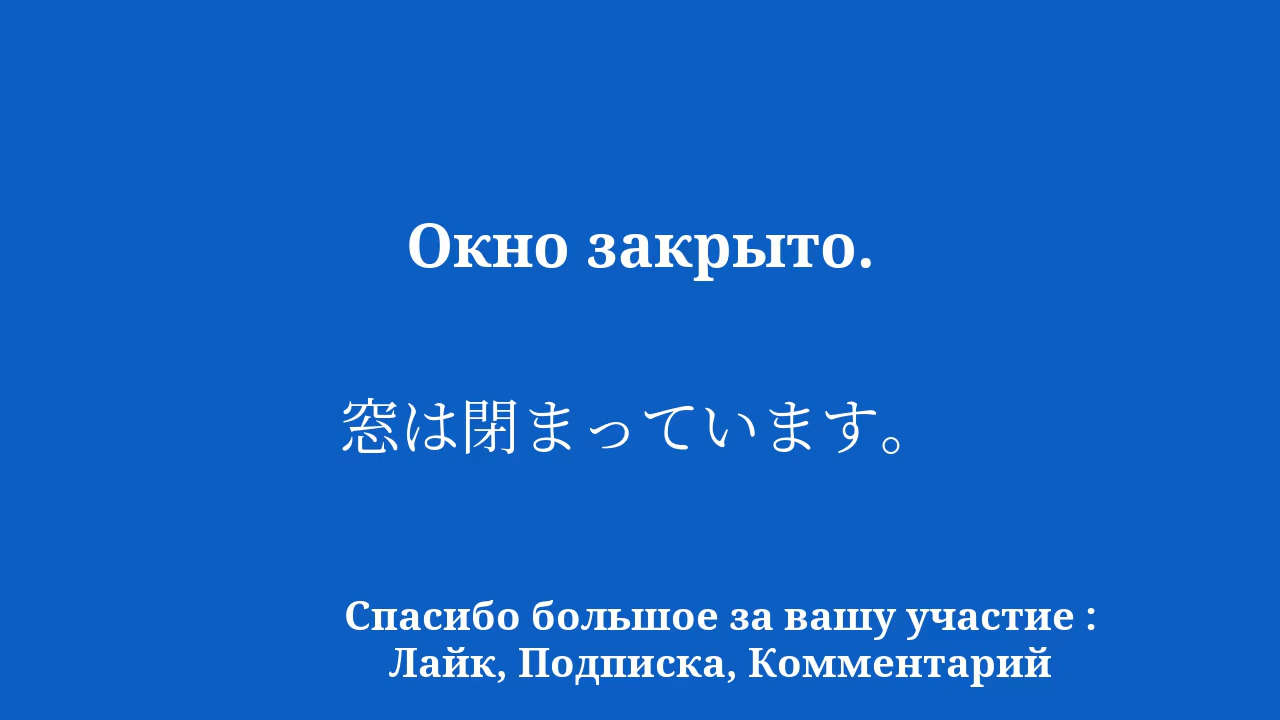 Окно закрыто.
窓は閉まっています。
Спасибо большое за вашу участие :
Лайк, Подписка, Комментарий